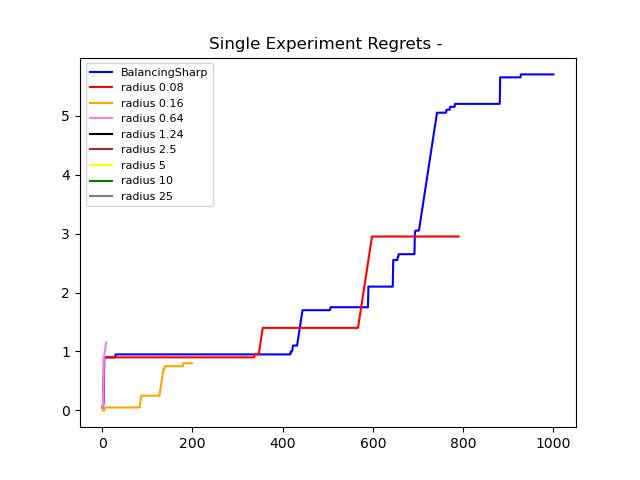 Single Experiment Regrets -
BalancingSharp
radius 0.08
radius 0.16
radius 0.64
radius 1.24
radius 2.5
radius 5
radius 10
radius 25
5
4
3
2
1
0
0 200 400 600 800 1000